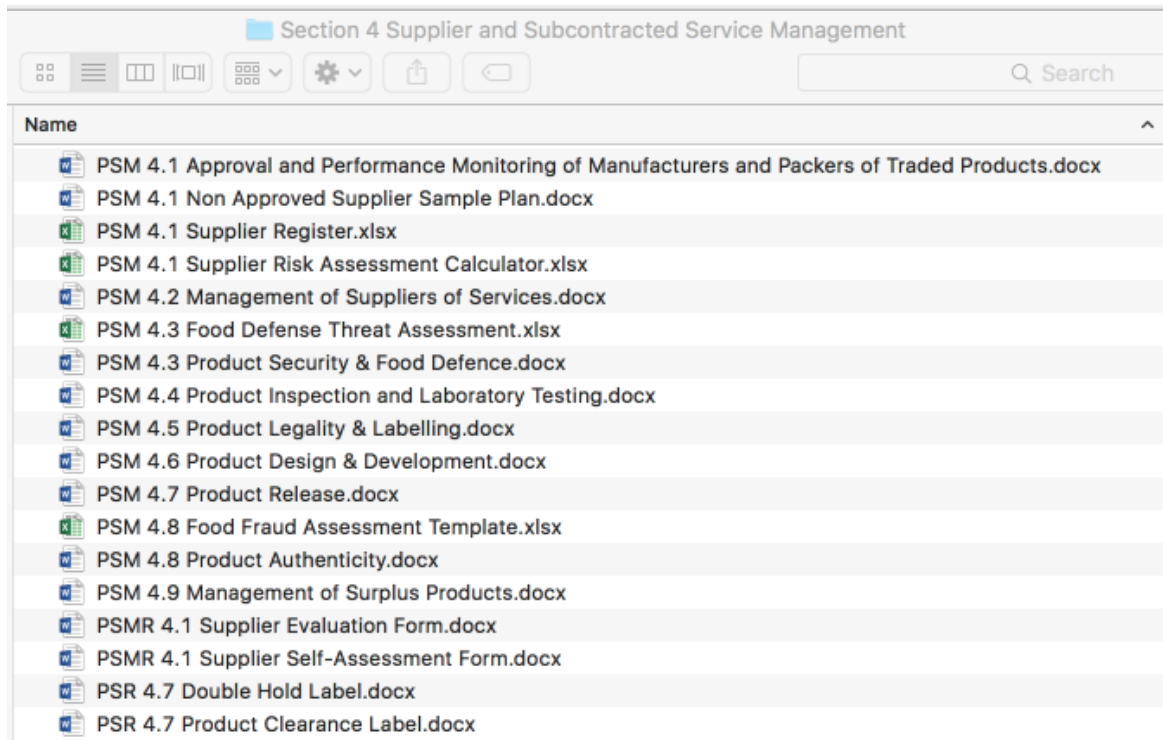 Section 4 Supplier and Subcontracted Service Management
Search
Name
PSM 4.1 Approval and Performance Monitoring of Manufacturers and Packers of Traded Products.docx
PSM 4.1 Non Approved Supplier Sample Plan.docx
PSM 4.1 Supplier Register.xlsx
PSM 4.1 Supplier Risk Assessment Calculator.xlsx
PSM 4.2 Management of Suppliers of Services.docx
PSM 4.3 Food Defense Threat Assessment.xlsx
PSM 4.3 Product Security & Food Defence.docx
PSM 4.4 Product Inspection and Laboratory Testing.docx
PSM 4.5 Product Legality & Labelling.docx
PSM 4.6 Product Design & Development.docx
PSM 4.7 Product Release.docx
PSM 4.8 Food Fraud Assessment Template.xlsx
PSM 4.8 Product Authenticity.docx
PSM 4.9 Management of Surplus Products.docx
PSMR 4.1 Supplier Evaluation Form.docx
PSMR 4.1 Supplier Self-Assessment Form.docx
PSR 4.7 Double Hold Label.docx
PSR 4.7 Product Clearance Label.docx